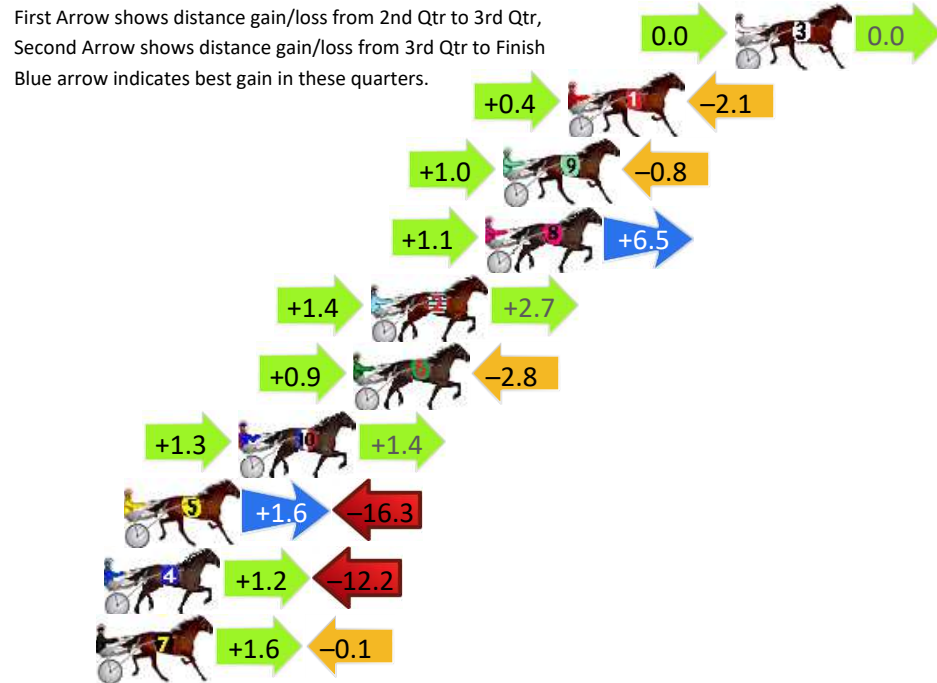 First Arrow shows distance gain/loss from 2nd Qtr to 3rd Qtr,
Second Arrow shows distance gain/loss from 3rd Qtr to Finish
Blue arrow indicates best gain in these quarters.
0.0 3 0.0
+0.4 1 –2.1
+1.0 9 –0.8
+1.1 8 +6.5
+1.4 2 +2.7
+0.9 6 –2.8
+1.3 10 +1.4
5 +1.6 –16.3
4 +1.2 –12.2
7 +1.6 –0.1